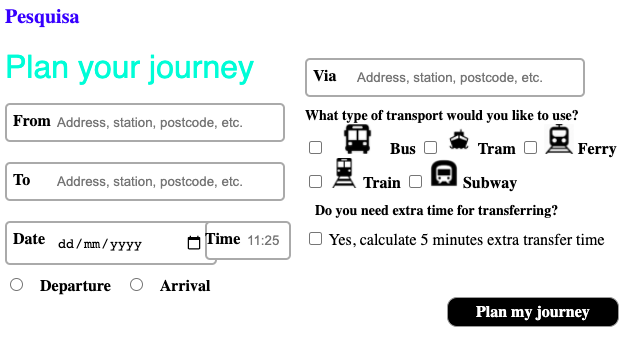 Pesquisa
Plan your journey
From Address, station, postcode, etc.
To Address, station, postcode, etc.
Date dd/mm/yyyy Time 11:25
Departure Arrival
Via Address, station, postcode, etc.
What type of transport would you like to use?
Bus Tram Ferry
Train Subway
Do you need extra time for transferring?
Yes, calculate 5 minutes extra transfer time
Plan my journey